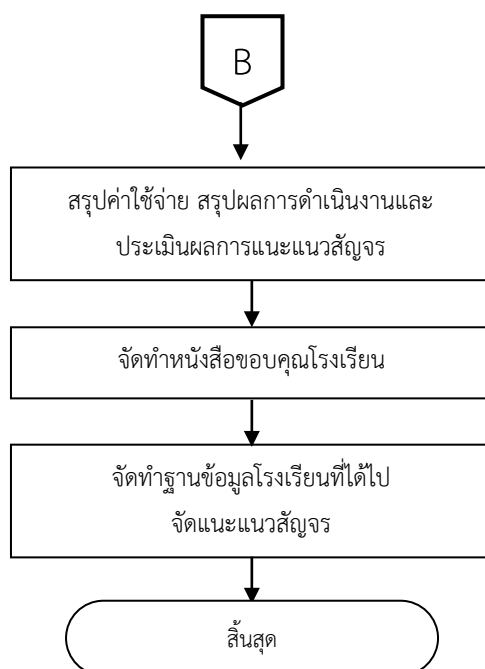 B
สรุปค่าใช้จ่าย สรุปผลการดำเนินงานและ
ประเมินผลการแนะแนวสัญจร
จัดทำหนังสือขอบคุณโรงเรียน
จัดทำฐานข้อมูลโรงเรียนที่ได้ไป
จัดแนะแนวสัญจร
สิ้นสุด